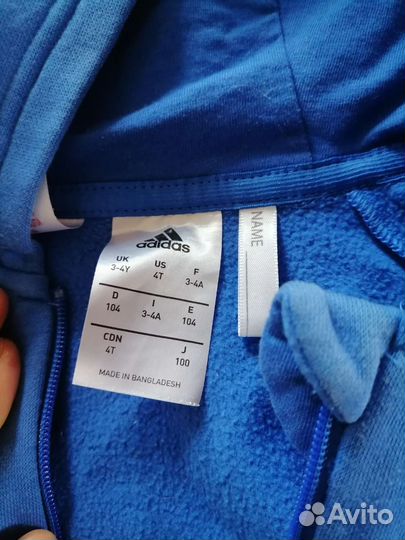 adidas
UK US F
3-4Y 4T 3-4A
D I E
104 3-4A 104
CDN J
4T 100
MADE IN BANGLADESH
NAME
Avito